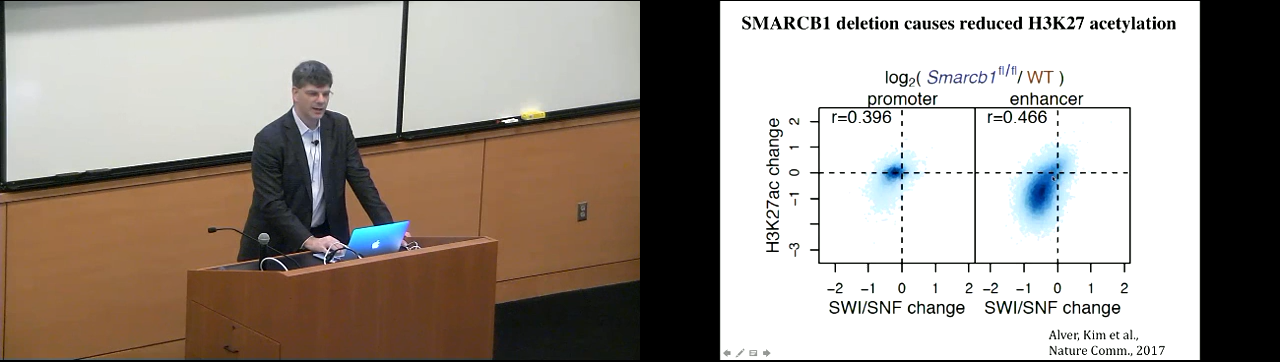 SMARCB1 deletion causes reduced H3K27 acetylation
log2( Smarcb1fl/fl/ WT )
promoter
enhancer
r=0.396
r=0.466
H3K27ac change
2
1
0
−1
−3
−2 −1 0 1 2
−2 −1 0 1 2
SWI/SNF change
SWI/SNF change
Alver, Kim et al.,
Nature Comm., 2017